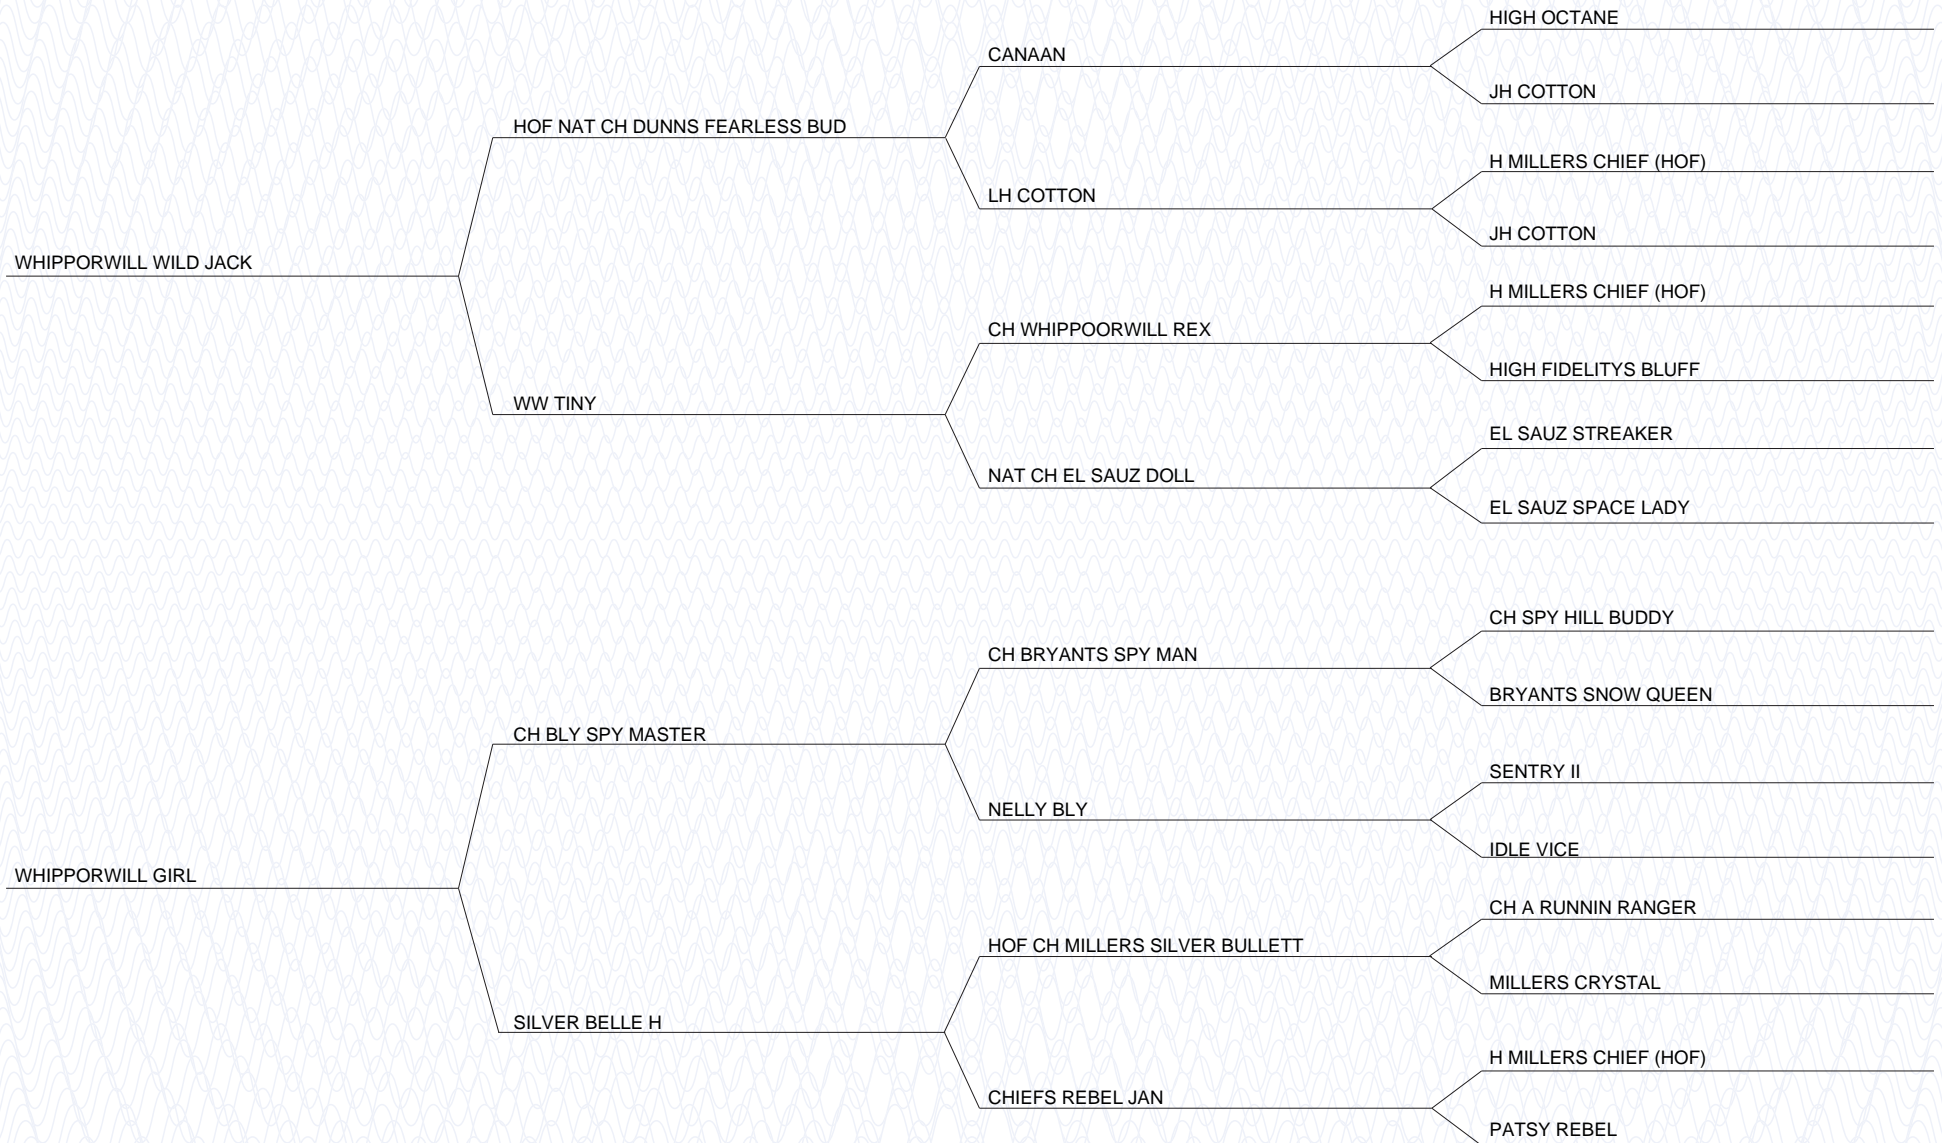 HIGH OCTANE
CANAAN
JH COTTON
HOF NAT CH DUNNS FEARLESS BUD
H MILLERS CHIEF (HOF)
LH COTTON
JH COTTON
WHIPPORWILL WILD JACK
H MILLERS CHIEF (HOF)
CH WHIPPOORWILL REX
HIGH FIDELITYS BLUFF
WW TINY
EL SAUZ STREAKER
NAT CH EL SAUZ DOLL
EL SAUZ SPACE LADY
CH SPY HILL BUDDY
CH BRYANTS SPY MAN
BRYANTS SNOW QUEEN
CH BLY SPY MASTER
SENTRY II
NELLY BLY
IDLE VICE
WHIPPORWILL GIRL
CH A RUNNIN RANGER
HOF CH MILLERS SILVER BULLETT
MILLERS CRYSTAL
SILVER BELLE H
H MILLERS CHIEF (HOF)
CHIEFS REBEL JAN
PATSY REBEL